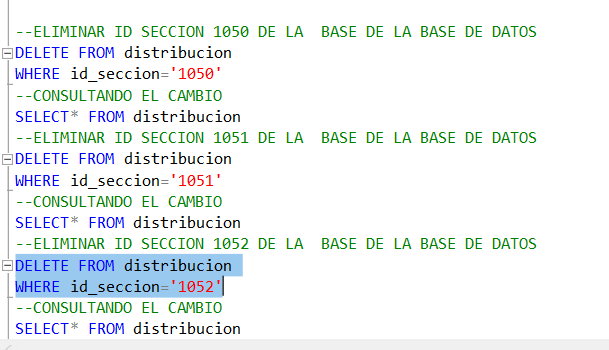 --ELIMINAR ID SECCION 1050 DE LA  BASE DE LA BASE DE DATOS
DELETE FROM distribucion
WHERE id_seccion='1050'
--CONSULTANDO EL CAMBIO
SELECT* FROM distribucion
--ELIMINAR ID SECCION 1051 DE LA  BASE DE LA BASE DE DATOS
DELETE FROM distribucion
WHERE id_seccion='1051'
--CONSULTANDO EL CAMBIO
SELECT* FROM distribucion
--ELIMINAR ID SECCION 1052 DE LA  BASE DE LA BASE DE DATOS
DELETE FROM distribucion
WHERE id_seccion='1052'
--CONSULTANDO EL CAMBIO
SELECT* FROM distribucion